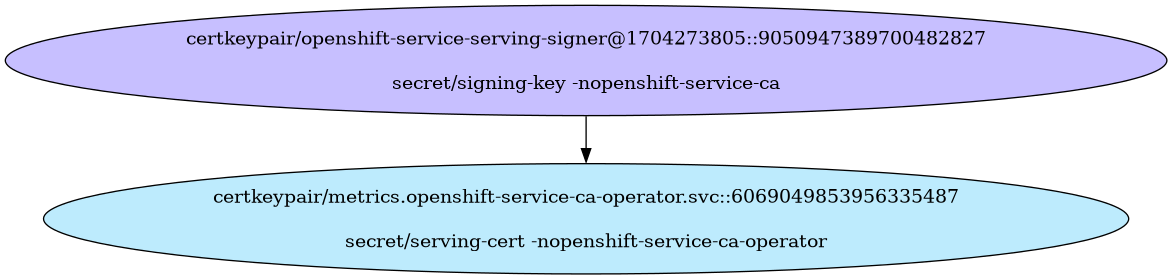 certkeypair/openshift-service-serving-signer@1704273805::9050947389700482827
secret/signing-key -nopenshift-service-ca
certkeypair/metrics.openshift-service-ca-operator.svc::6069049853956335487
secret/serving-cert -nopenshift-service-ca-operator